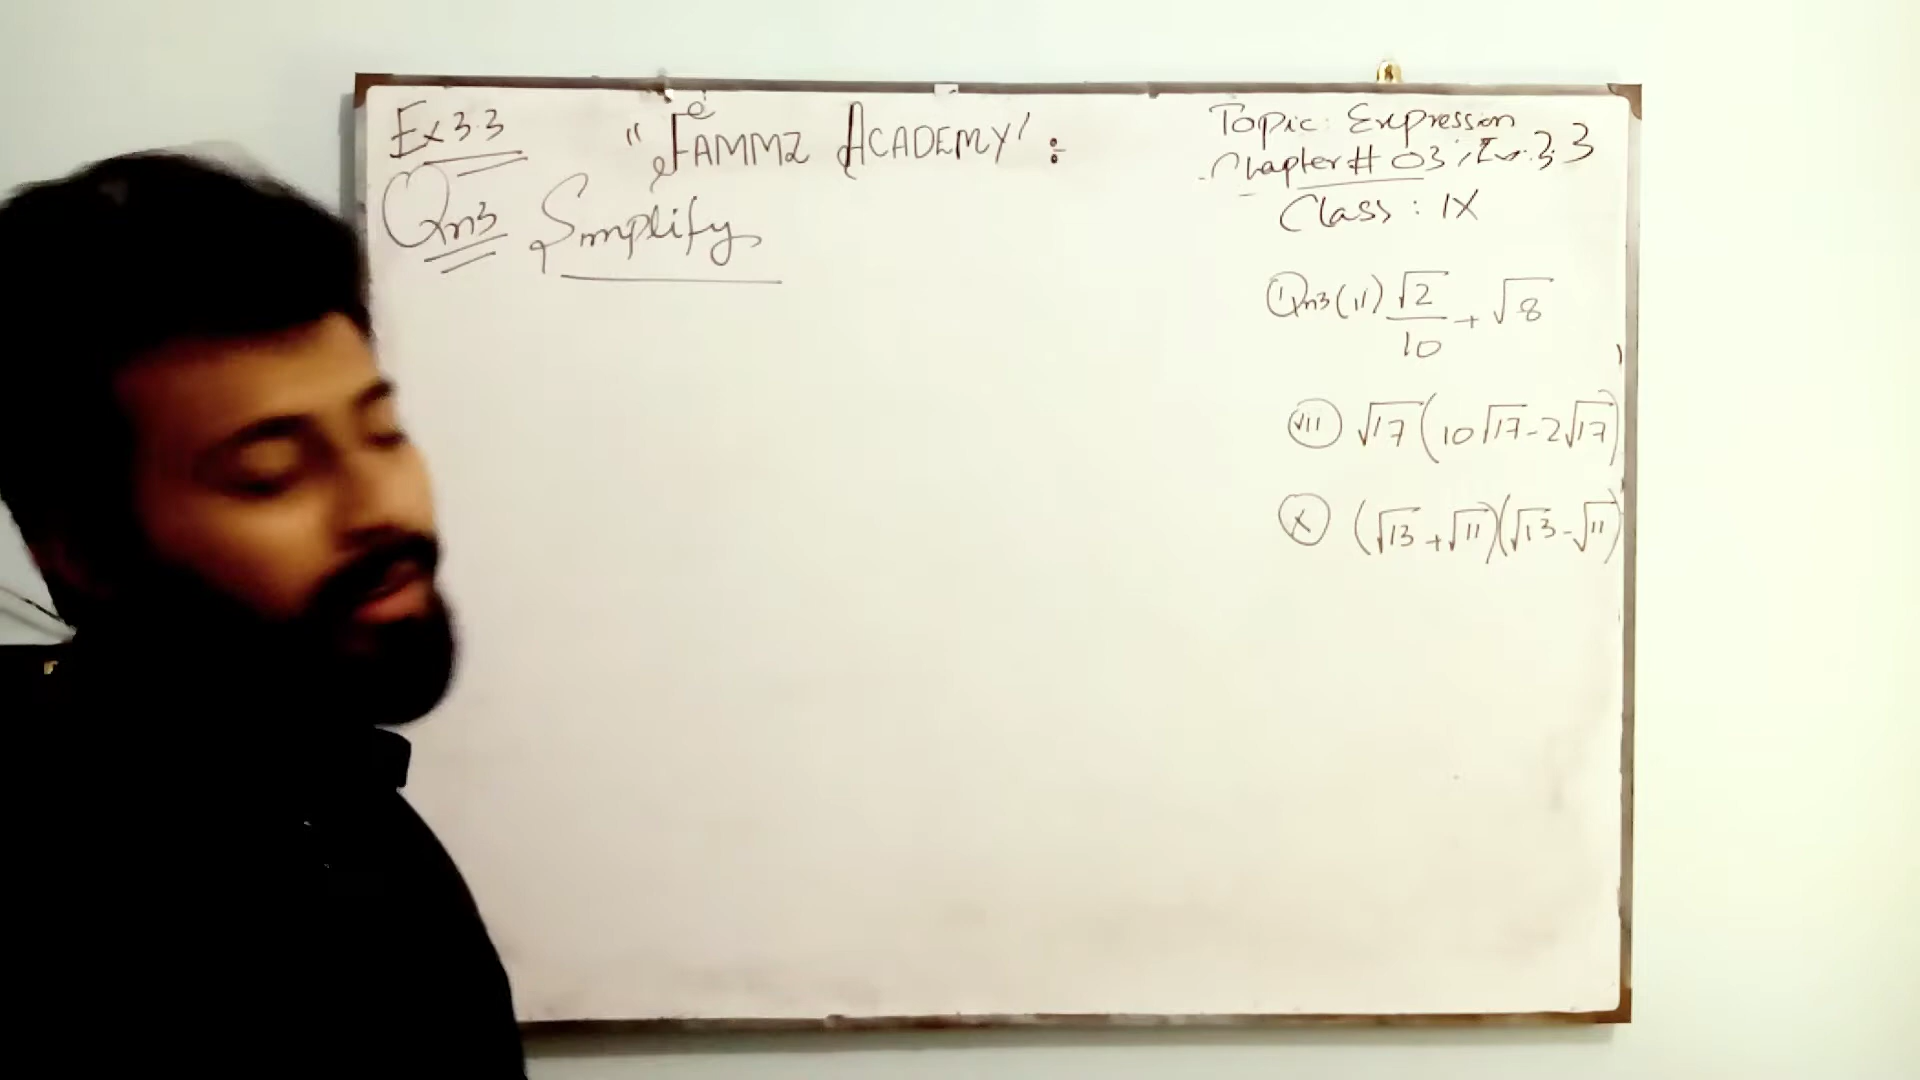 Ex 3.3
"FAMMZ ACADEMY" :
Qn3 Simplify
Topic: Expression
Chapter # 03, Ex. 3.3
Class : IX
Qn3 (ii) √2/10 + √8
(vii) √17 (10√17 - 2√17)
(x) (√13 + √11)(√13 - √11)